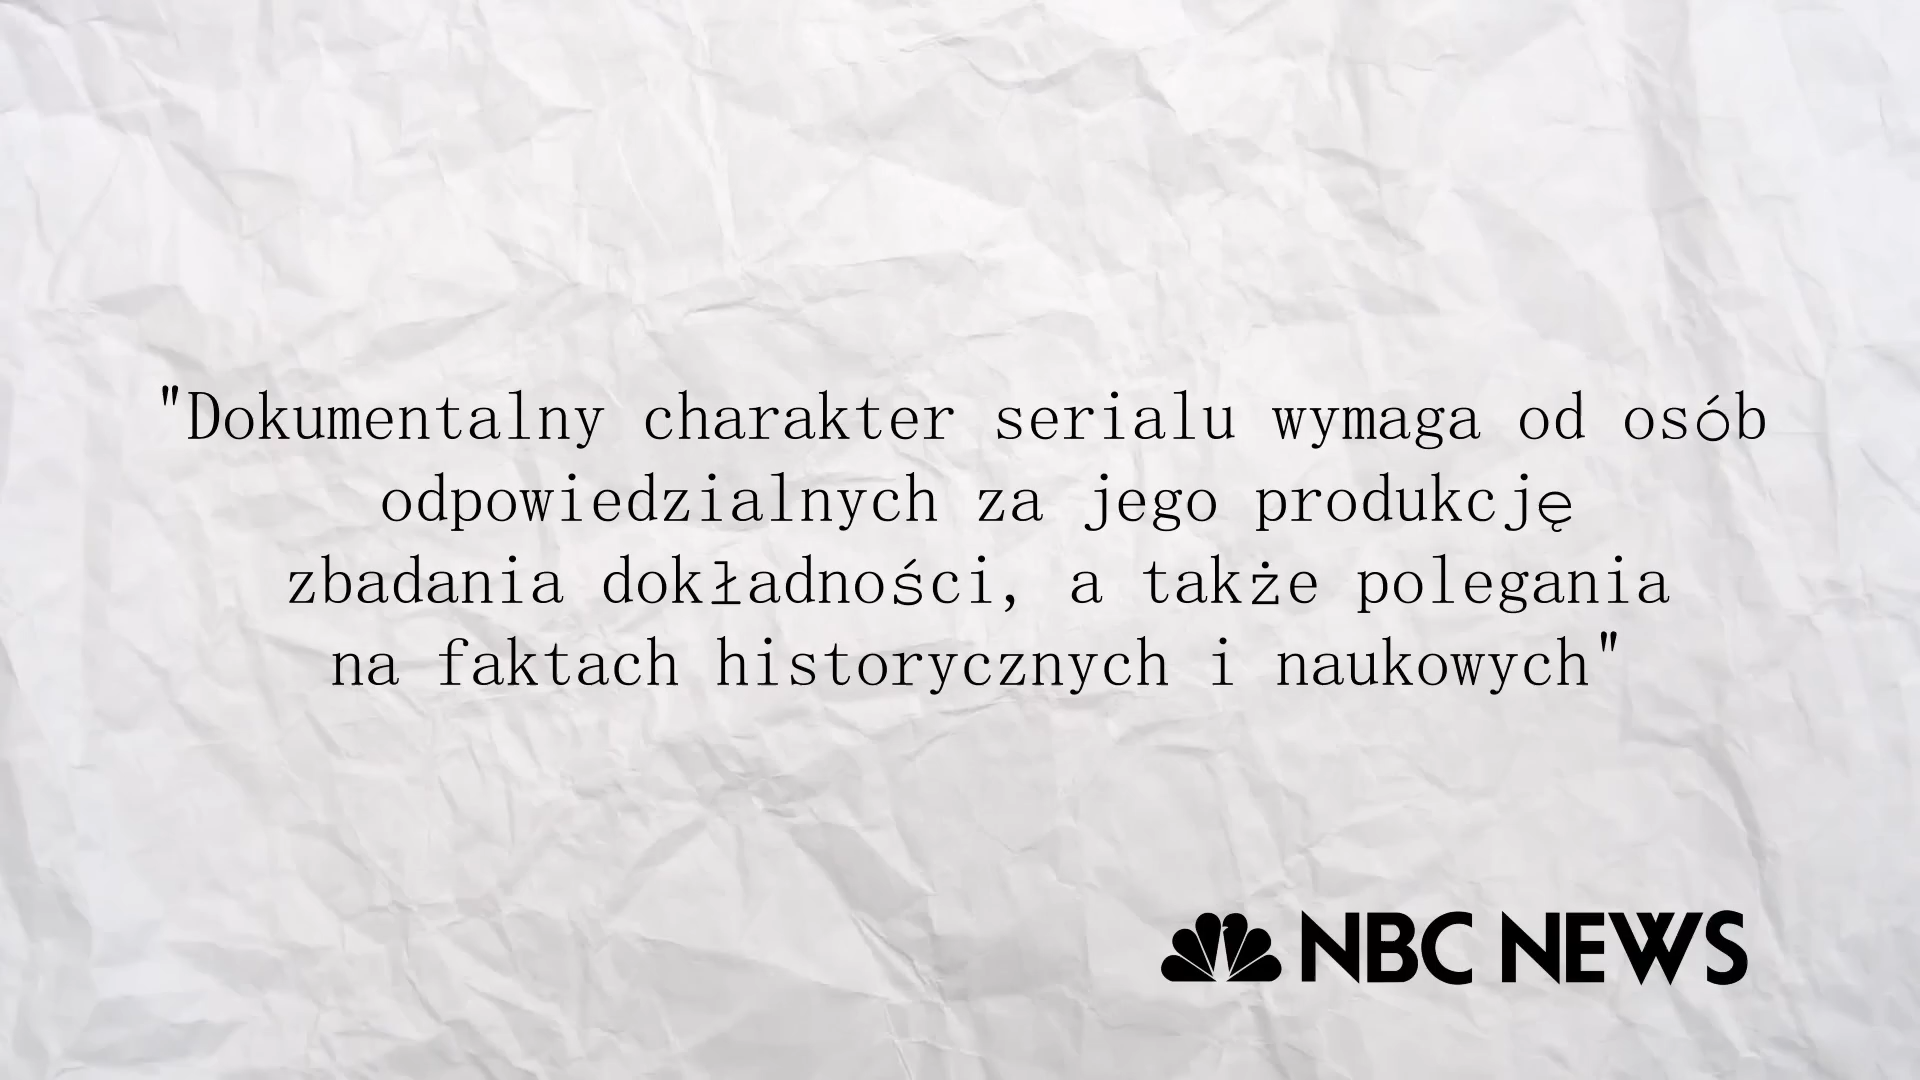 "Dokumentalny charakter serialu wymaga od osób
odpowiedzialnych za jego produkcję
zbadania dokładności, a także polegania
na faktach historycznych i naukowych"
NBC NEWS